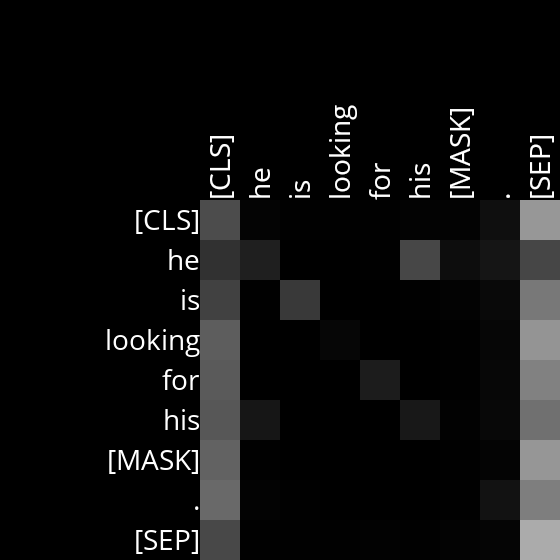 [CLS] he is looking for his [MASK] . [SEP]
[CLS]
he
is
looking
for
his
[MASK]
.
[SEP]